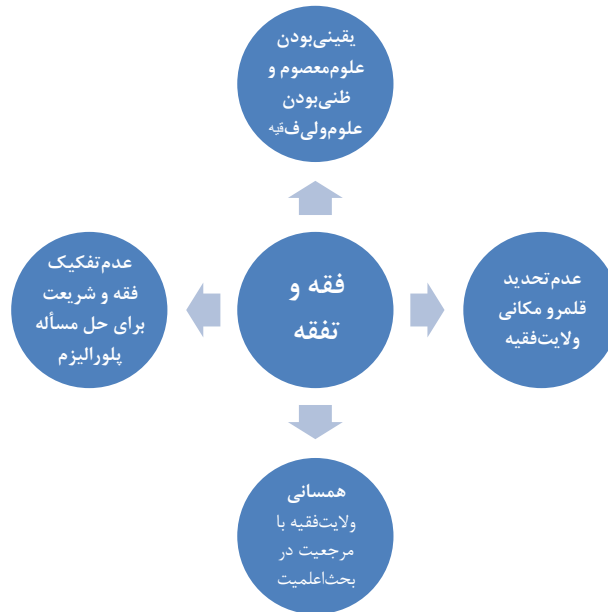 یقینی‌بودن
علوم‌معصوم و
ظنی‌بودن
علوم‌ولی‌فقیه
عدم‌تفکیک
فقه و شریعت
برای حل مسأله
پلورالیزم
فقه و
تفقه
عدم‌تحدید
قلمرو مکانی
ولایت‌فقیه
همسانی
ولایت‌فقیه با
مرجعیت در
بحث‌اعلمیت